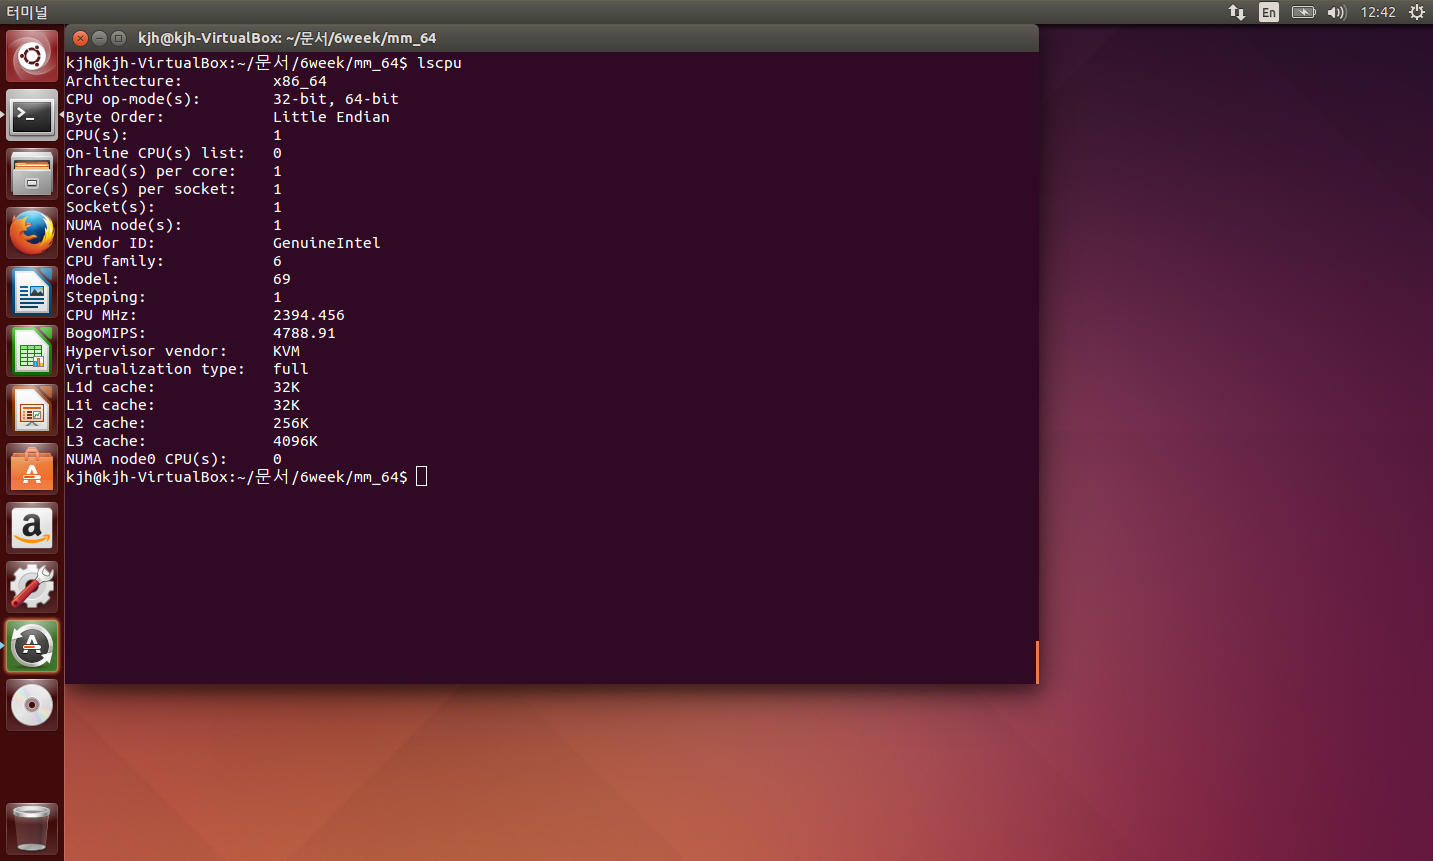 터미널
En
12:42
kjh@kjh-VirtualBox: ~/문서/6week/mm_64
kjh@kjh-VirtualBox:~/문서/6week/mm_64$ lscpu
Architecture:          x86_64
CPU op-mode(s):        32-bit, 64-bit
Byte Order:            Little Endian
CPU(s):                1
On-line CPU(s) list:   0
Thread(s) per core:    1
Core(s) per socket:    1
Socket(s):             1
NUMA node(s):          1
Vendor ID:             GenuineIntel
CPU family:            6
Model:                 69
Stepping:              1
CPU MHz:               2394.456
BogoMIPS:              4788.91
Hypervisor vendor:     KVM
Virtualization type:   full
L1d cache:             32K
L1i cache:             32K
L2 cache:              256K
L3 cache:              4096K
NUMA node0 CPU(s):     0
kjh@kjh-VirtualBox:~/문서/6week/mm_64$